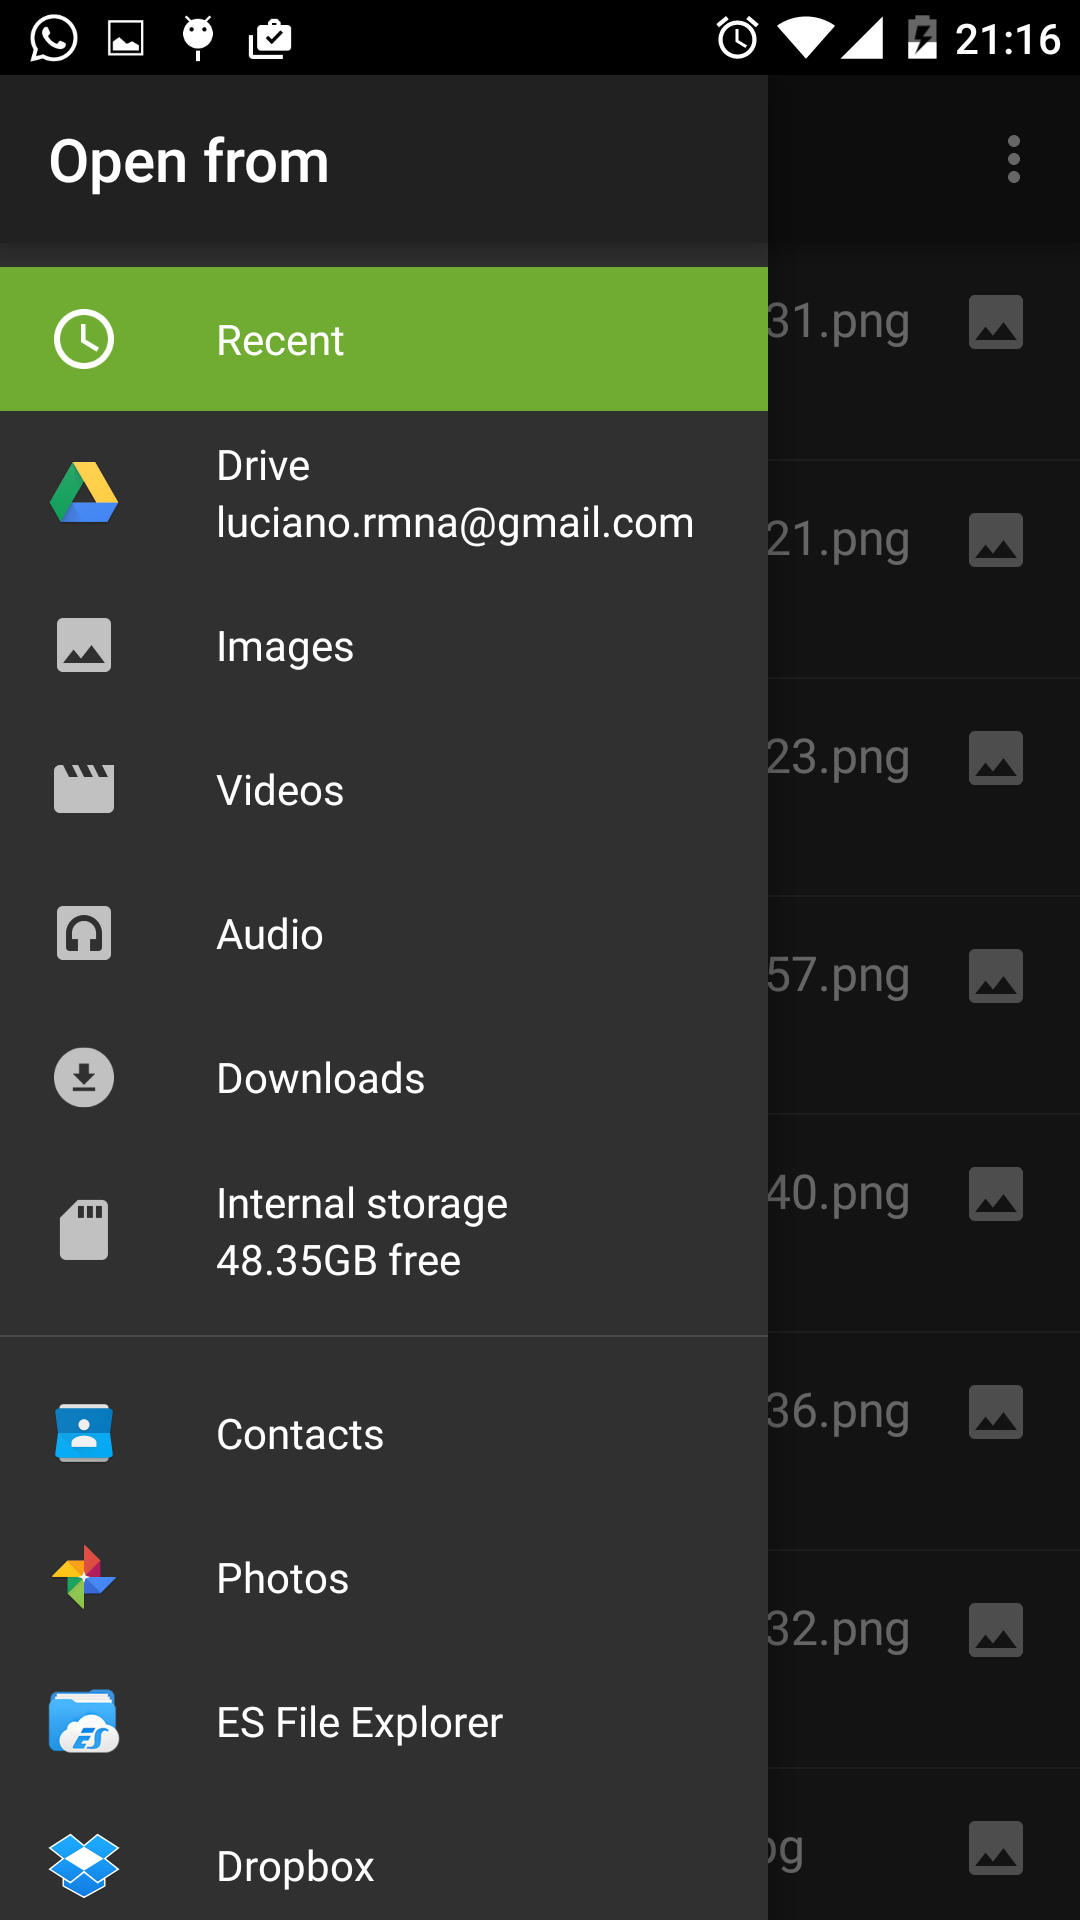 21:16
Open from
Recent
31.png
Drive
luciano.rmna@gmail.com
21.png
Images
23.png
Videos
Audio
57.png
Downloads
Internal storage
48.35GB free
40.png
Contacts
36.png
Photos
32.png
ES File Explorer
ES
Dropbox